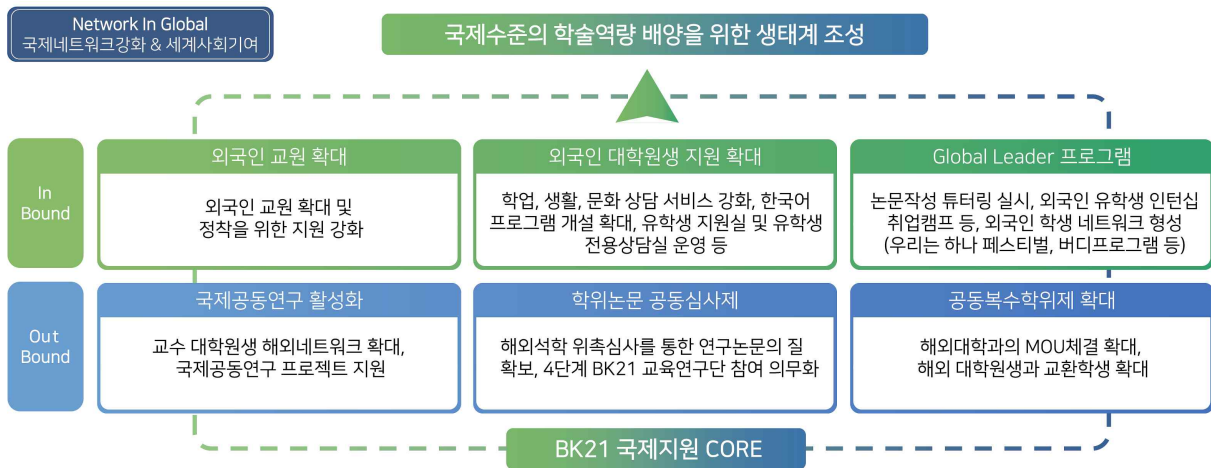 Network In Global
국제네트워크강화 & 세계사회기여
국제수준의 학술역량 배양을 위한 생태계 조성
In
Bound
외국인 교원 확대
외국인 교원 확대 및
정착을 위한 지원 강화
외국인 대학원생 지원 확대
학업, 생활, 문화 상담 서비스 강화, 한국어
프로그램 개설 확대, 유학생 지원실 및 유학생
전용상담실 운영 등
Global Leader 프로그램
논문작성 튜터링 실시, 외국인 유학생 인턴십
취업캠프 등, 외국인 학생 네트워크 형성
(우리는 하나 페스티벌, 버디프로그램 등)
Out
Bound
국제공동연구 활성화
교수 대학원생 해외네트워크 확대,
국제공동연구 프로젝트 지원
학위논문 공동심사제
해외석학 위촉심사를 통한 연구논문의 질
확보, 4단계 BK21 교육연구단 참여 의무화
공동복수학위제 확대
해외대학과의 MOU체결 확대,
해외 대학원생과 교환학생 확대
BK21 국제지원 CORE